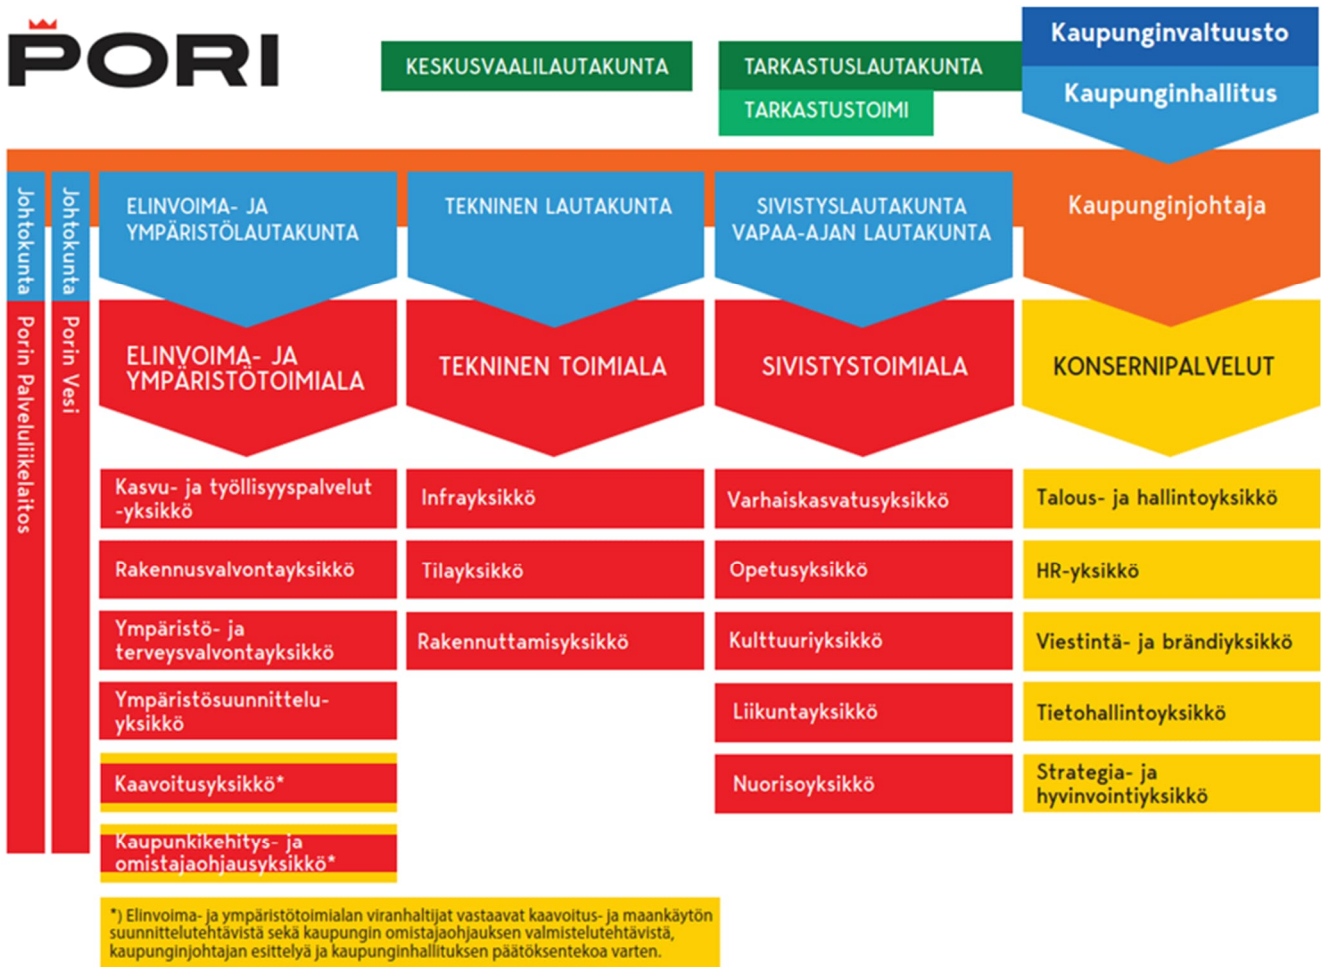 PORI
KESKUSVAALILAUTAKUNTA
TARKASTUSLAUTAKUNTA
TARKASTUSTOIMI
Kaupunginvaltuusto
Kaupunginhallitus
Kaupunginjohtaja
Johtokunta
Porin Palveluliikelaitos
Johtokunta
Porin Vesi
ELINVOIMA- JA
YMPÄRISTÖLAUTAKUNTA
TEKNINEN LAUTAKUNTA
SIVISTYSLAUTAKUNTA
VAPAA-AJAN LAUTAKUNTA
ELINVOIMA- JA
YMPÄRISTÖTOIMIALA
TEKNINEN TOIMIALA
SIVISTYSTOIMIALA
KONSERNIPALVELUT
Kasvu- ja työllisyyspalvelut
-yksikkö
Rakennusvalvontayksikkö
Ympäristö- ja
terveysvalvontayksikkö
Ympäristösuunnittelu-
yksikkö
Kaavoitusyksikkö*
Kaupunkikehitys- ja
omistajaohjausyksikkö*
Infrayksikkö
Tilayksikkö
Rakennuttamisyksikkö
Varhaiskasvatusyksikkö
Opetusyksikkö
Kulttuuriyksikkö
Liikuntayksikkö
Nuorisoyksikkö
Talous- ja hallintoyksikkö
HR-yksikkö
Viestintä- ja brändiyksikkö
Tietohallintoyksikkö
Strategia- ja
hyvinvointiyksikkö
*) Elinvoima- ja ympäristötoimialan viranhaltijat vastaavat kaavoitus- ja maankäytön
suunnittelutehtävistä sekä kaupungin omistajaohjauksen valmistelutehtävistä,
kaupunginjohtajan esittelyä ja kaupunginhallituksen päätöksentekoa varten.